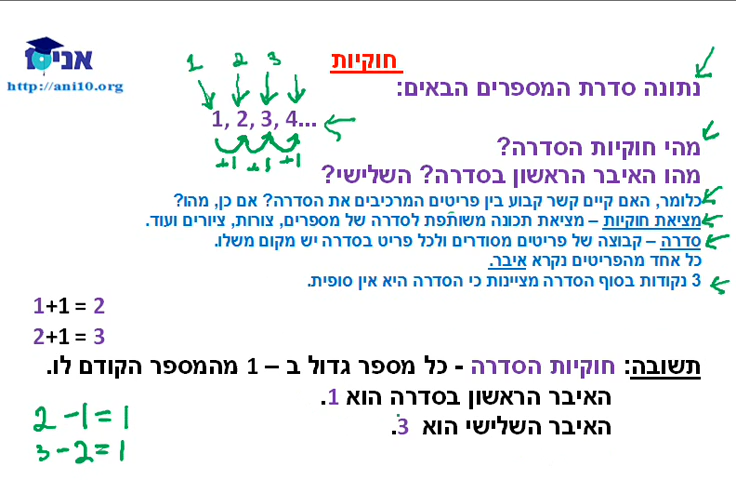 אני10
http://ani10.org
חוקיות
נתונה סדרת המספרים הבאים:
1 2 3
1, 2, 3, 4...
+1 +1 +1
מהי חוקיות הסדרה?
מהו האיבר הראשון בסדרה? השלישי?
כלומר, האם קיים קשר קבוע בין פריטים המרכיבים את הסדרה? אם כן, מהו?
מציאת חוקיות – מציאת תכונה משותפת לסדרה של מספרים, צורות, ציורים ועוד.
סדרה – קבוצה של פריטים מסודרים ולכל פריט בסדרה יש מקום משלו.
כל אחד מהפריטים נקרא איבר.
3 נקודות בסוף הסדרה מציינות כי הסדרה היא אין סופית.
1+1 = 2
2+1 = 3
תשובה: חוקיות הסדרה - כל מספר גדול ב – 1 מהמספר הקודם לו.
האיבר הראשון בסדרה הוא 1.
האיבר השלישי הוא 3.
2 - 1 = 1
3 - 2 = 1